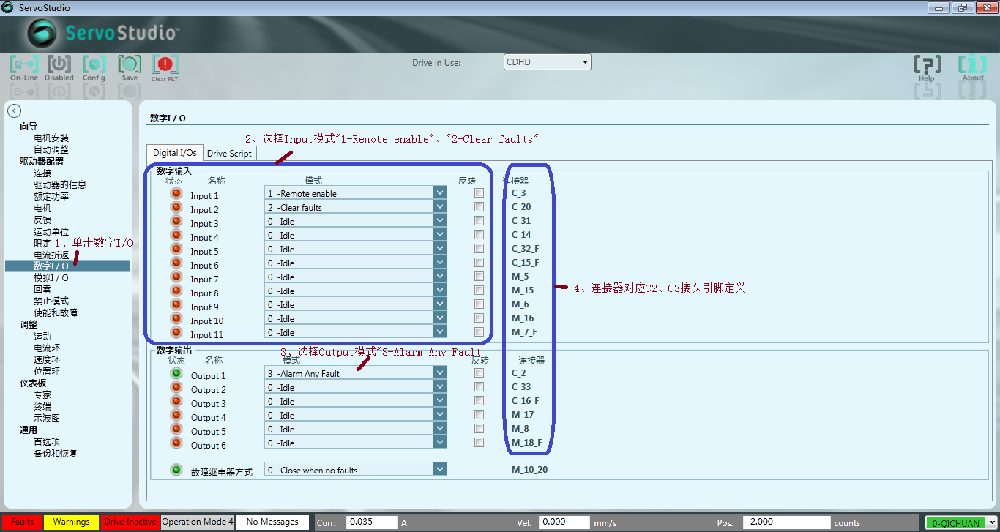 ServoStudio
ServoStudio™
On-Line Disabled Config Save Clear FLT
Drive in Use: CDHD
Help About
向导
电机安装
自动调整
驱动器配置
连接
驱动器的信息
额定功率
电机
反馈
运动单位
限定
电流折返
数字I / O
模拟I / O
回零
禁止模式
使能和故障
调整
运动
电流环
速度环
位置环
仪表板
专家
终端
示波图
通用
首选项
备份和恢复
1、单击数字I/O
数字I / O
2、选择Input模式"1-Remote enable"、"2-Clear faults"
Digital I/Os Drive Script
数字输入
状态 名称 模式 反转 连接器
Input 1 1 -Remote enable C_3
Input 2 2 -Clear faults C_20
Input 3 0 -Idle C_31
Input 4 0 -Idle C_14
Input 5 0 -Idle C_32_F
Input 6 0 -Idle C_15_F
Input 7 0 -Idle M_5
Input 8 0 -Idle M_15
Input 9 0 -Idle M_6
Input 10 0 -Idle M_16
Input 11 0 -Idle M_7_F
4、连接器对应C2、C3接头引脚定义
数字输出
3、选择Output模式"3-Alarm Any Fault
状态 名称 模式 反转 连接器
Output 1 3 -Alarm Any Fault C_2
Output 2 0 -Idle C_33
Output 3 0 -Idle C_16_F
Output 4 0 -Idle M_17
Output 5 0 -Idle M_8
Output 6 0 -Idle M_18_F
故障继电器方式 0 -Close when no faults M_10_20
Faults Warnings Drive Inactive Operation Mode 4 No Messages Curr. 0.035 A Vel. 0.000 mm/s Pos. -2.000 counts 0-QICHUAN